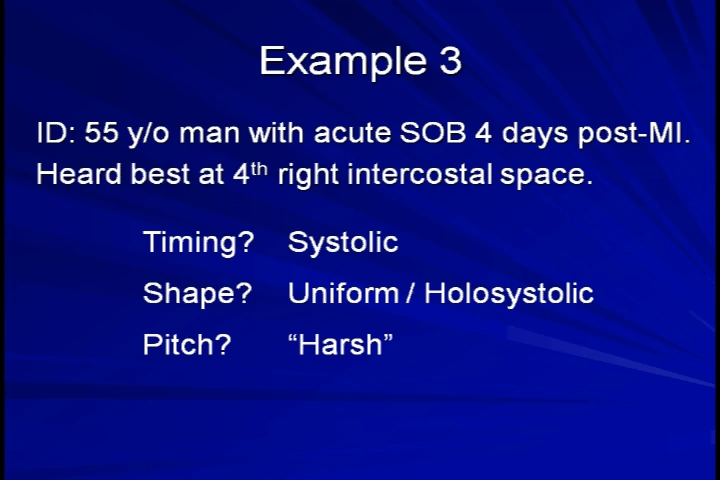 Example 3
ID: 55 y/o man with acute SOB 4 days post-MI.
Heard best at 4th right intercostal space.
Timing? Systolic
Shape? Uniform / Holosystolic
Pitch? “Harsh”